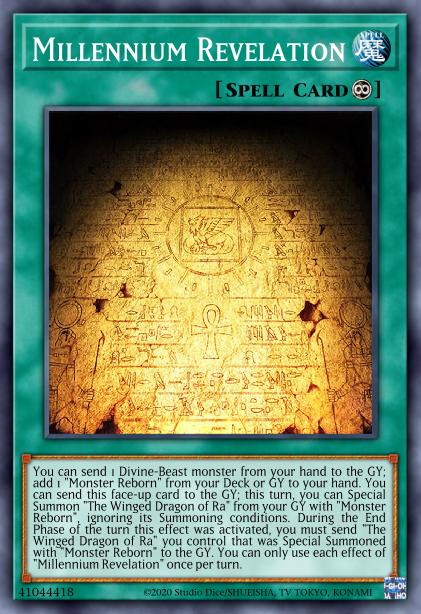 MILLENNIUM REVELATION
SPELL
魔
[SPELL CARD]
You can send 1 Divine-Beast monster from your hand to the GY;
add 1 "Monster Reborn" from your Deck or GY to your hand. You
can send this face-up card to the GY; this turn, you can Special
Summon "The Winged Dragon of Ra" from your GY with "Monster
Reborn", ignoring its Summoning conditions. During the End
Phase of the turn this effect was activated, you must send "The
Winged Dragon of Ra" you control that was Special Summoned
with "Monster Reborn" to the GY. You can only use each effect of
"Millennium Revelation" once per turn.
41044418
©2020 Studio Dice/SHUEISHA, TV TOKYO, KONAMI